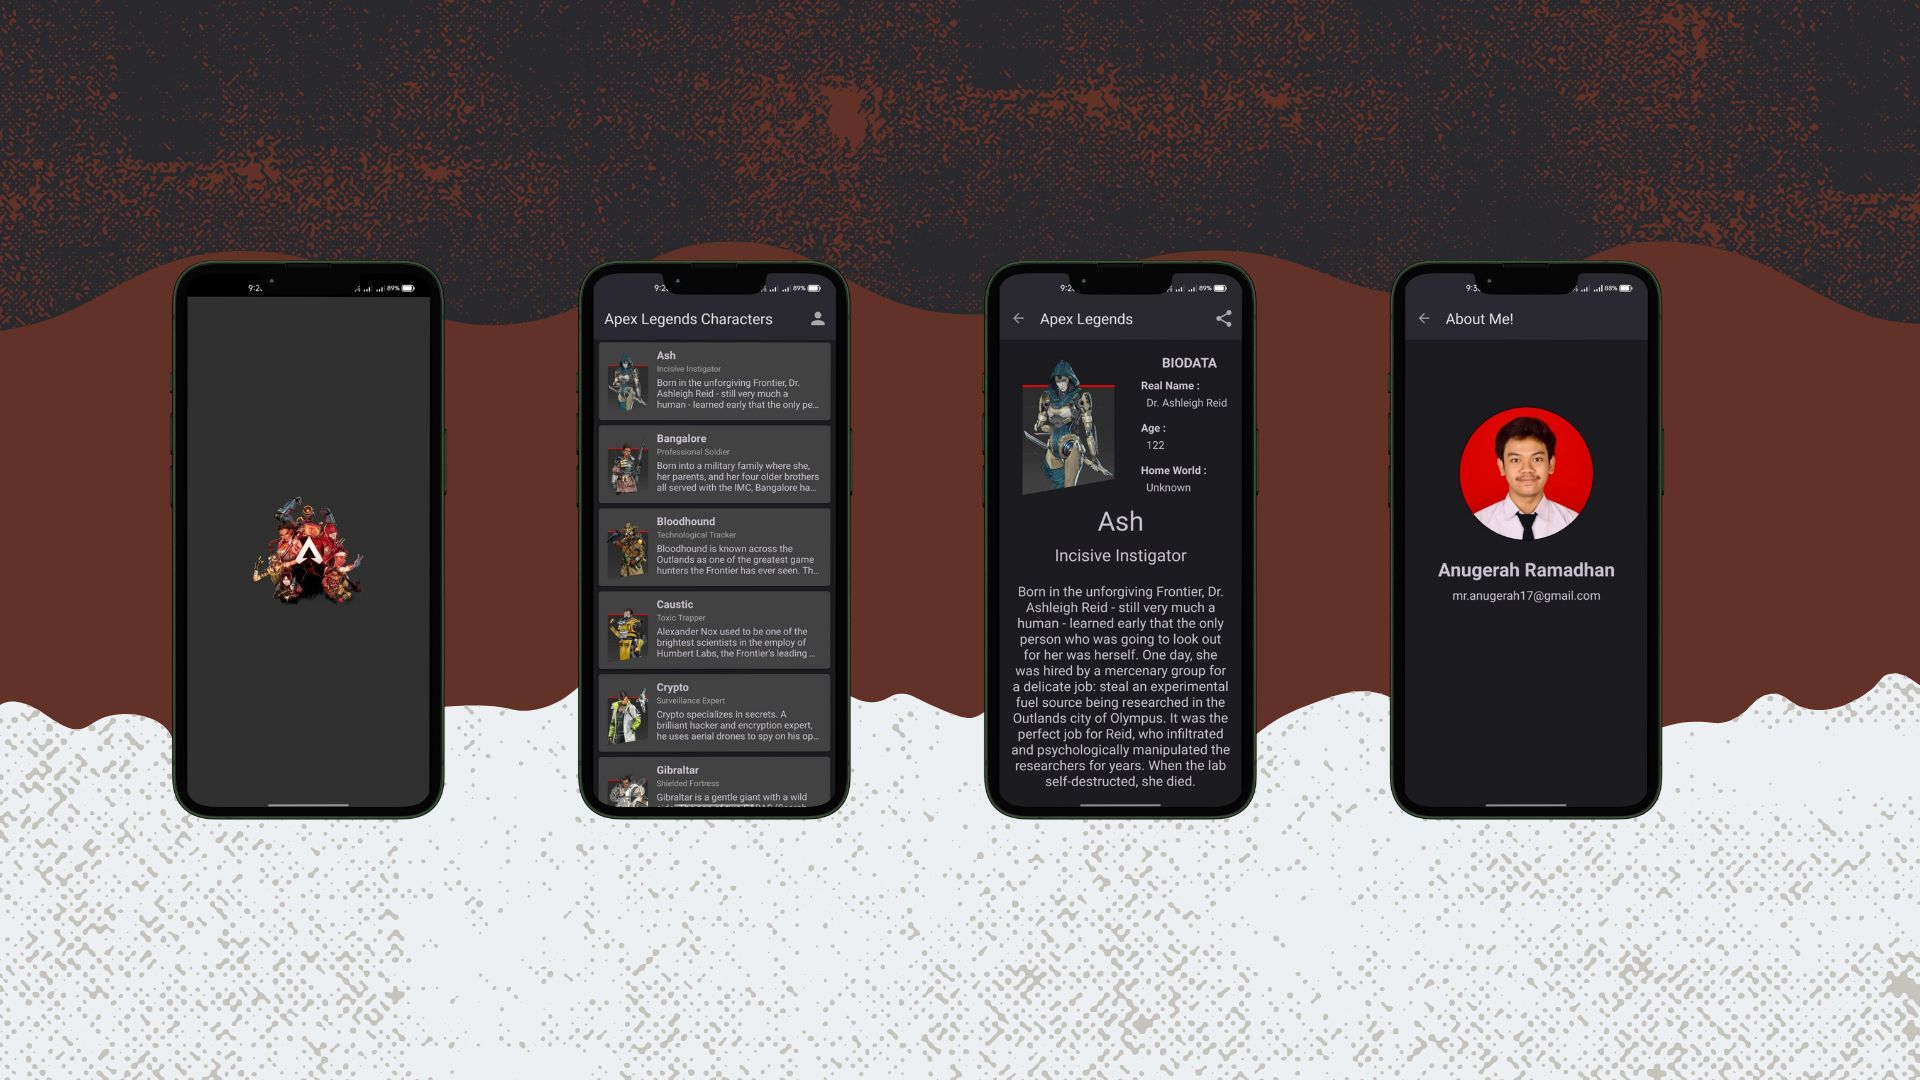 89%
Apex Legends Characters
Ash
Incisive Instigator
Born in the unforgiving Frontier, Dr.
Ashleigh Reid - still very much a
human - learned early that the only pe...
Bangalore
Professional Soldier
Born into a military family where she,
her parents, and her four older brothers
all served with the IMC, Bangalore ha...
Bloodhound
Technological Tracker
Bloodhound is known across the
Outlands as one of the greatest game
hunters the Frontier has ever seen. Th...
Caustic
Toxic Trapper
Alexander Nox used to be one of the
brightest scientists in the employ of
Humbert Labs, the Frontier's leading ...
Crypto
Surveillance Expert
Crypto specializes in secrets. A
brilliant hacker and encryption expert,
he uses aerial drones to spy on his op...
Gibraltar
Shielded Fortress
Gibraltar is a gentle giant with a wild
89%
Apex Legends
BIODATA
Real Name :
Dr. Ashleigh Reid
Age :
122
Home World :
Unknown
Ash
Incisive Instigator
Born in the unforgiving Frontier, Dr.
Ashleigh Reid - still very much a
human - learned early that the only
person who was going to look out
for her was herself. One day, she
was hired by a mercenary group for
a delicate job: steal an experimental
fuel source being researched in the
Outlands city of Olympus. It was the
perfect job for Reid, who infiltrated
and psychologically manipulated the
researchers for years. When the lab
self-destructed, she died.
89%
88%
About Me!
Anugerah Ramadhan
mr.anugerah17@gmail.com